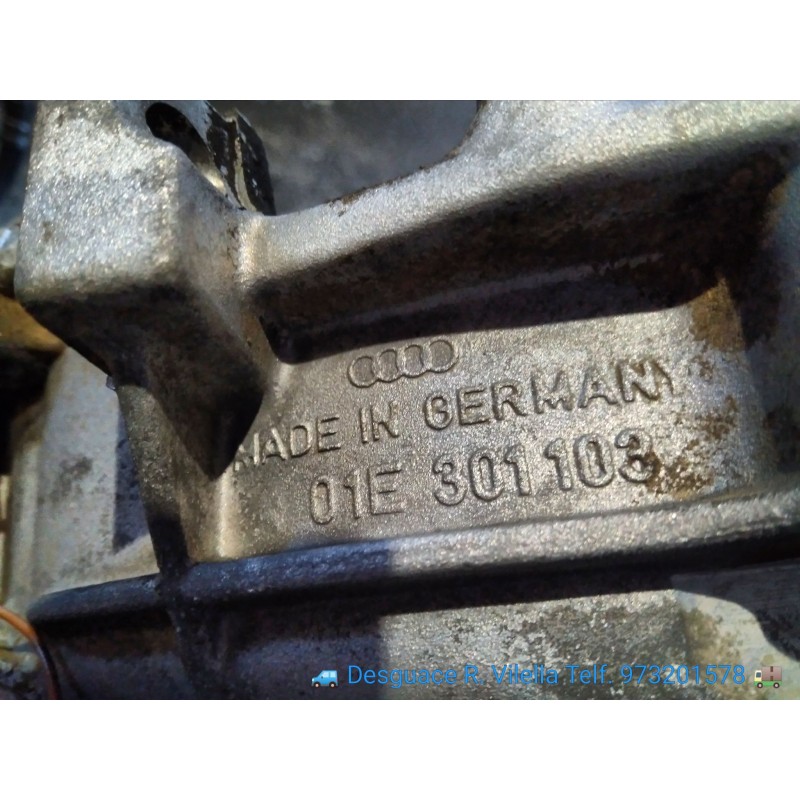 MADE IN GERMANY
01E 301 103
Desguace R. Vilella Telf. 973201578